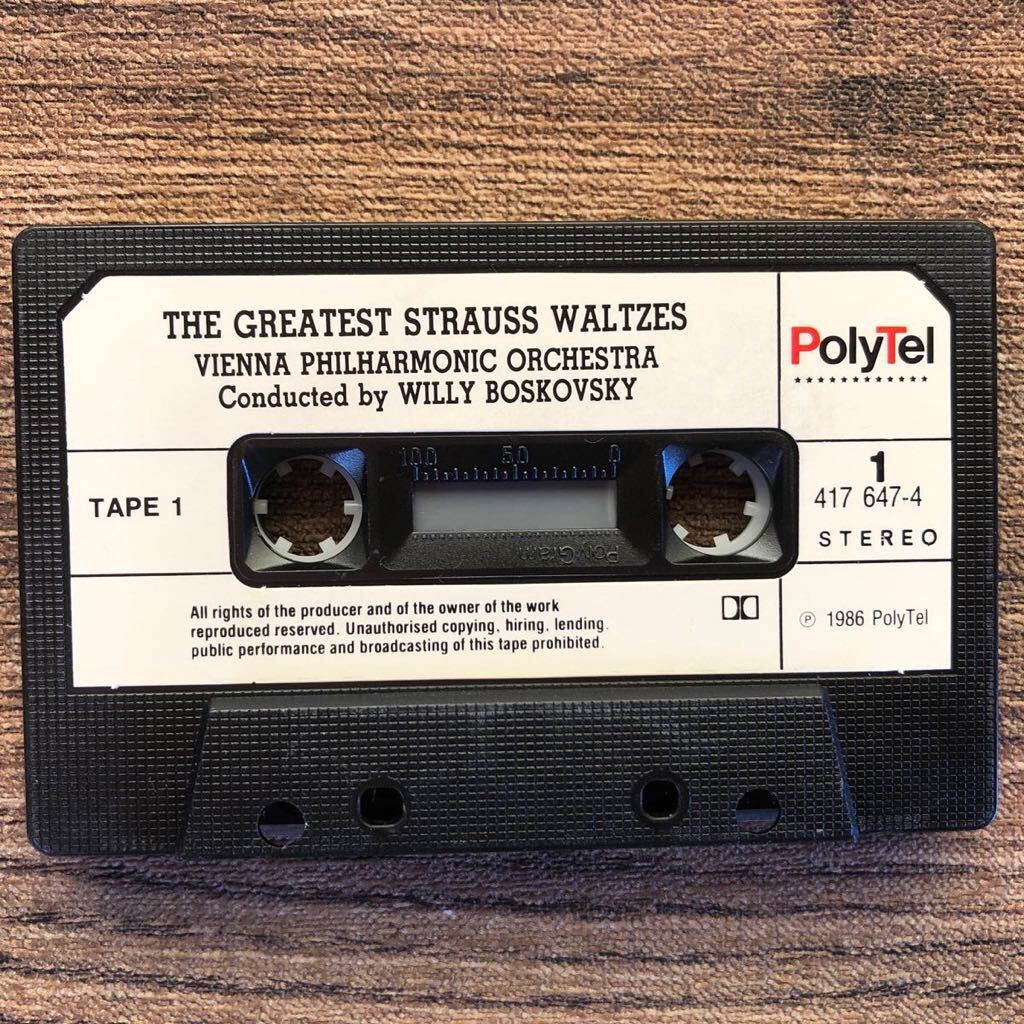 THE GREATEST STRAUSS WALTZES
VIENNA PHILHARMONIC ORCHESTRA
Conducted by WILLY BOSKOVSKY
PolyTel
TAPE 1
100 50 0
PolyGram
1
417 647-4
STEREO
All rights of the producer and of the owner of the work
reproduced reserved. Unauthorised copying, hiring, lending,
public performance and broadcasting of this tape prohibited.
℗ 1986 PolyTel